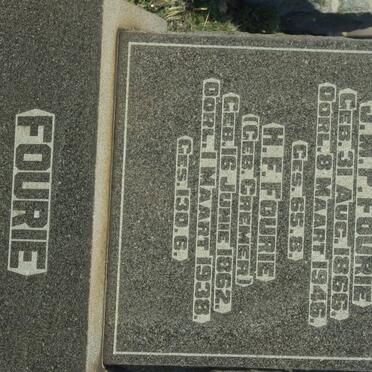 FOURIE
J.M.P. FOURIE
GEB. 31 AUG. 1866.
OORL. 8 MAART 1946.
GES. 65.8.
H.F. FOURIE
(GEB. CREMER)
GEB. 16 JUNIE 1862.
OORL. 1 MAART 1938.
GES. 130.6.